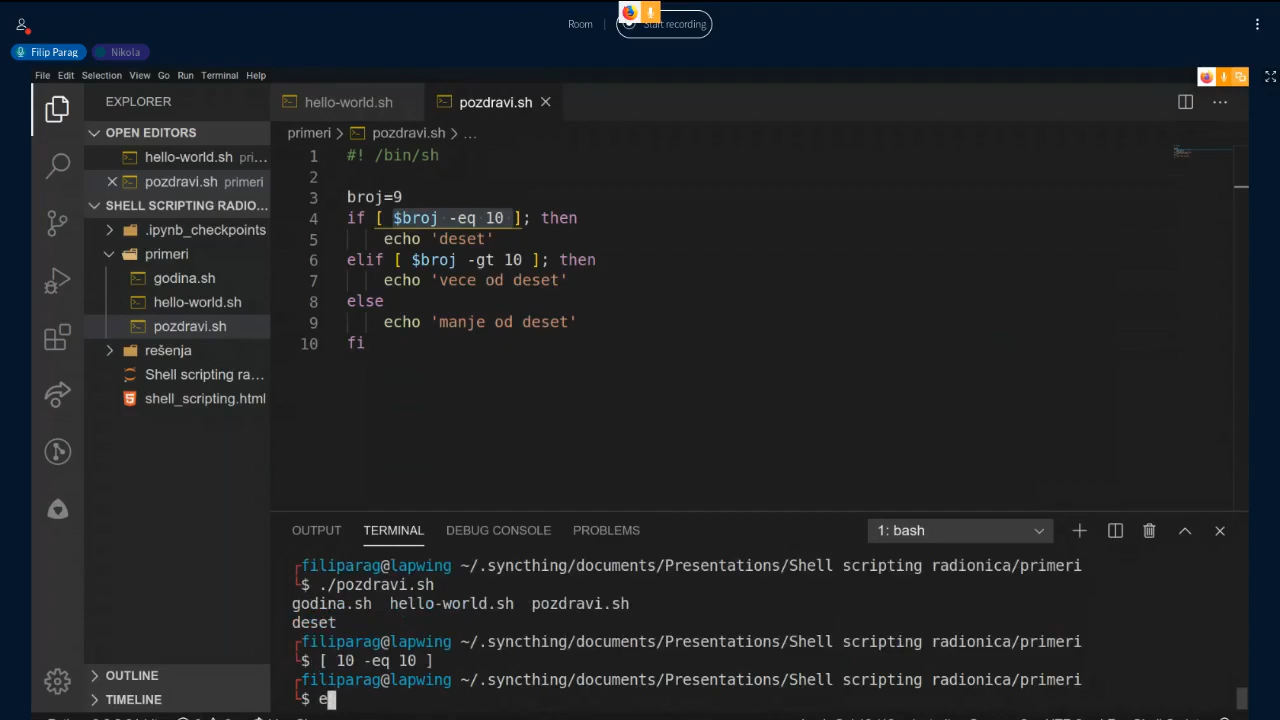 Room
Start recording
Filip Parag
Nikola
File Edit Selection View Go Run Terminal Help
EXPLORER
OPEN EDITORS
hello-world.sh pri...
pozdravi.sh primeri
SHELL SCRIPTING RADIO...
.ipynb_checkpoints
primeri
godina.sh
hello-world.sh
pozdravi.sh
rešenja
Shell scripting ra...
shell_scripting.html
OUTLINE
TIMELINE
hello-world.sh pozdravi.sh
primeri > pozdravi.sh > ...
1 #! /bin/sh
2
3 broj=9
4 if [ $broj -eq 10 ]; then
5 echo 'deset'
6 elif [ $broj -gt 10 ]; then
7 echo 'vece od deset'
8 else
9 echo 'manje od deset'
10 fi
OUTPUT TERMINAL DEBUG CONSOLE PROBLEMS 1: bash
filiparag@lapwing ~/.syncthing/documents/Presentations/Shell scripting radionica/primeri
$ ./pozdravi.sh
godina.sh hello-world.sh pozdravi.sh
deset
filiparag@lapwing ~/.syncthing/documents/Presentations/Shell scripting radionica/primeri
$ [ 10 -eq 10 ]
filiparag@lapwing ~/.syncthing/documents/Presentations/Shell scripting radionica/primeri
$ e